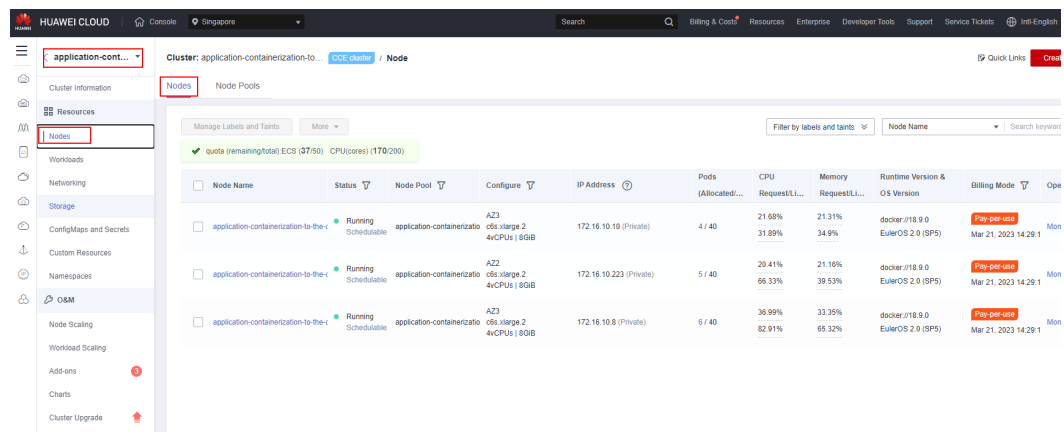 HUAWEI
HUAWEI CLOUD
Console
Singapore
Search
Billing & Costs
Resources
Enterprise
Developer Tools
Support
Service Tickets
Intl-English
application-cont...
Cluster: application-containerization-to... CCE cluster / Node
Quick Links
Creat
Cluster Information
Resources
Nodes
Workloads
Networking
Storage
ConfigMaps and Secrets
Custom Resources
Namespaces
O&M
Node Scaling
Workload Scaling
Add-ons 3
Charts
Cluster Upgrade
Nodes Node Pools
Manage Labels and Taints More
Filter by labels and taints
Node Name
Search keyword
quota (remaining/total):ECS (37/50) CPU(cores) (170/200)
Node Name Status Node Pool Configure IP Address Pods (Allocated/... CPU Request/Li... Memory Request/Li... Runtime Version & OS Version Billing Mode Ope
application-containerization-to-the-c Running Schedulable application-containerizatio AZ3 c6s.xlarge.2 4vCPUs | 8GiB 172.16.10.204 (Private) 4 / 40 21.68% 31.89% 21.31% 34.9% docker://18.9.0 EulerOS 2.0 (SP5) Pay-per-use Mar 21, 2023 14:29:1 Mon
application-containerization-to-the-c Running Schedulable application-containerizatio AZ2 c6s.xlarge.2 4vCPUs | 8GiB 172.16.10.223 (Private) 5 / 40 20.41% 66.33% 21.16% 39.53% docker://18.9.0 EulerOS 2.0 (SP5) Pay-per-use Mar 21, 2023 14:29:1 Mon
application-containerization-to-the-c Running Schedulable application-containerizatio AZ3 c6s.xlarge.2 4vCPUs | 8GiB 172.16.10.8 (Private) 6 / 40 36.99% 82.91% 33.35% 65.32% docker://18.9.0 EulerOS 2.0 (SP5) Pay-per-use Mar 21, 2023 14:29:1 Mon